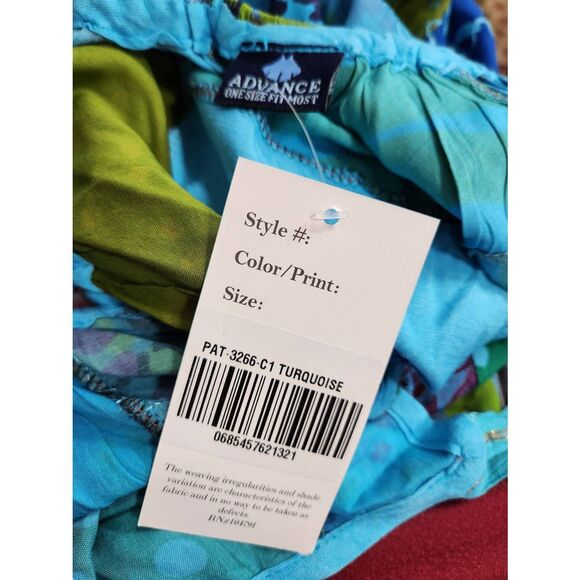 ADVANCE
ONE SIZE FIT MOST
Style #:
Color/Print:
Size:
PAT-3266-C1 TURQUOISE
0685457621321
The weaving irregularities and shade
variation are characteristics of the
fabric and in no way to be taken as
defects.
RN#104791